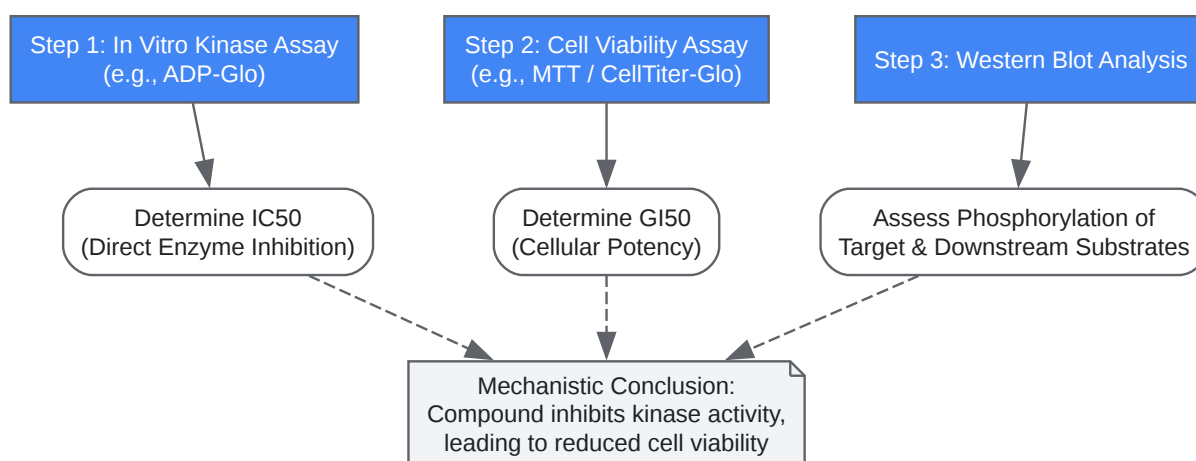 Step 1: In Vitro Kinase Assay
(e.g., ADP-Glo)
Step 2: Cell Viability Assay
(e.g., MTT / CellTiter-Glo)
Step 3: Western Blot Analysis
Determine IC50
(Direct Enzyme Inhibition)
Determine GI50
(Cellular Potency)
Assess Phosphorylation of
Target & Downstream Substrates
Mechanistic Conclusion:
Compound inhibits kinase activity,
leading to reduced cell viability